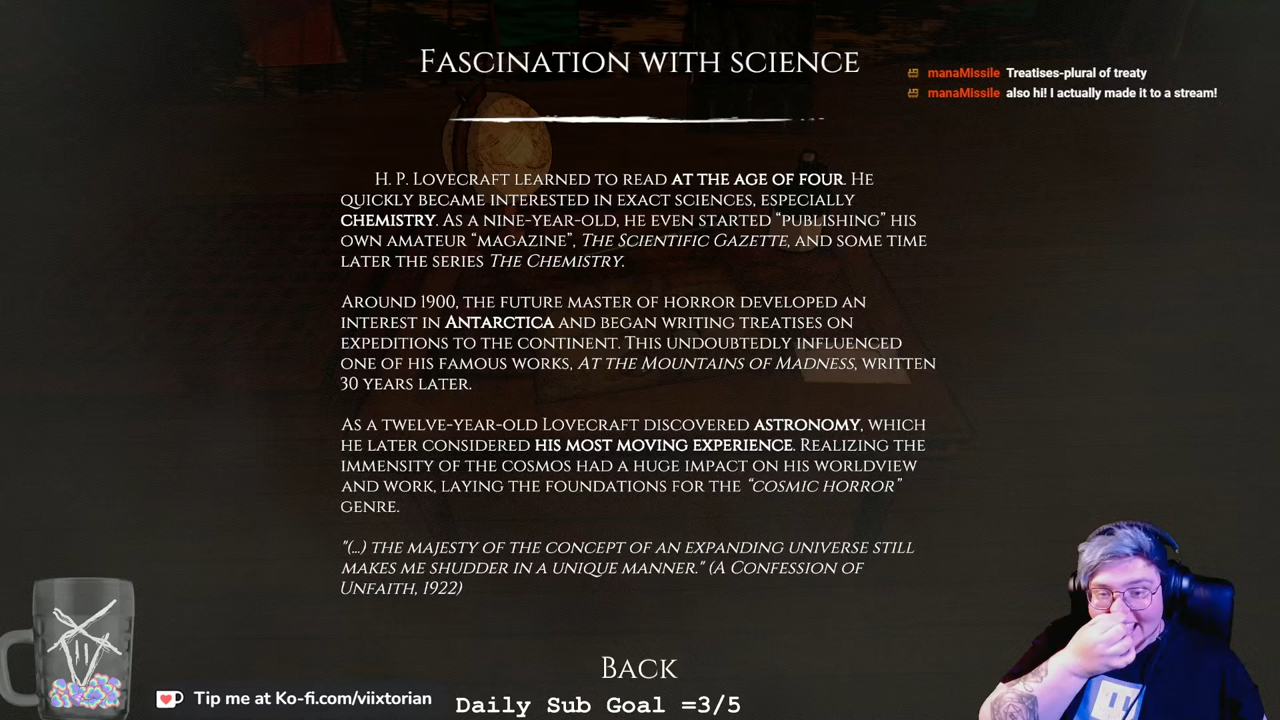 Fascination with science
manaMissile Treatises-plural of treaty
manaMissile also hi! I actually made it to a stream!
H. P. Lovecraft learned to read at the age of four. He
quickly became interested in exact sciences, especially
chemistry. As a nine-year-old, he even started “publishing” his
own amateur “magazine”, The Scientific Gazette, and some time
later the series The Chemistry.
Around 1900, the future master of horror developed an
interest in Antarctica and began writing treatises on
expeditions to the continent. This undoubtedly influenced
one of his famous works, At the Mountains of Madness, written
30 years later.
As a twelve-year-old Lovecraft discovered astronomy, which
he later considered his most moving experience. Realizing the
immensity of the cosmos had a huge impact on his worldview
and work, laying the foundations for the “cosmic horror”
genre.
"(...) the majesty of the concept of an expanding universe still
makes me shudder in a unique manner." (A Confession of
Unfaith, 1922)
Back
Tip me at Ko-fi.com/viixtorian
Daily Sub Goal =3/5